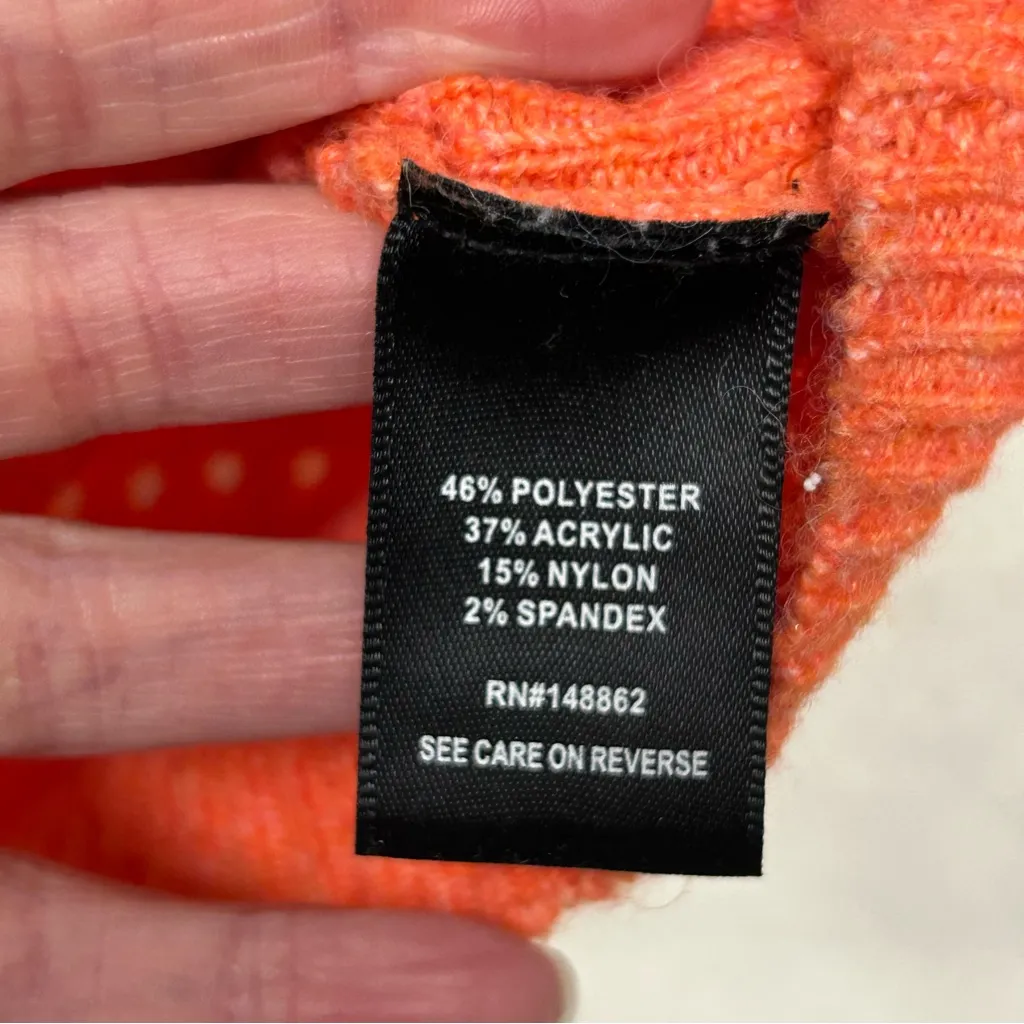 46% POLYESTER
37% ACRYLIC
15% NYLON
2% SPANDEX
RN#148862
SEE CARE ON REVERSE